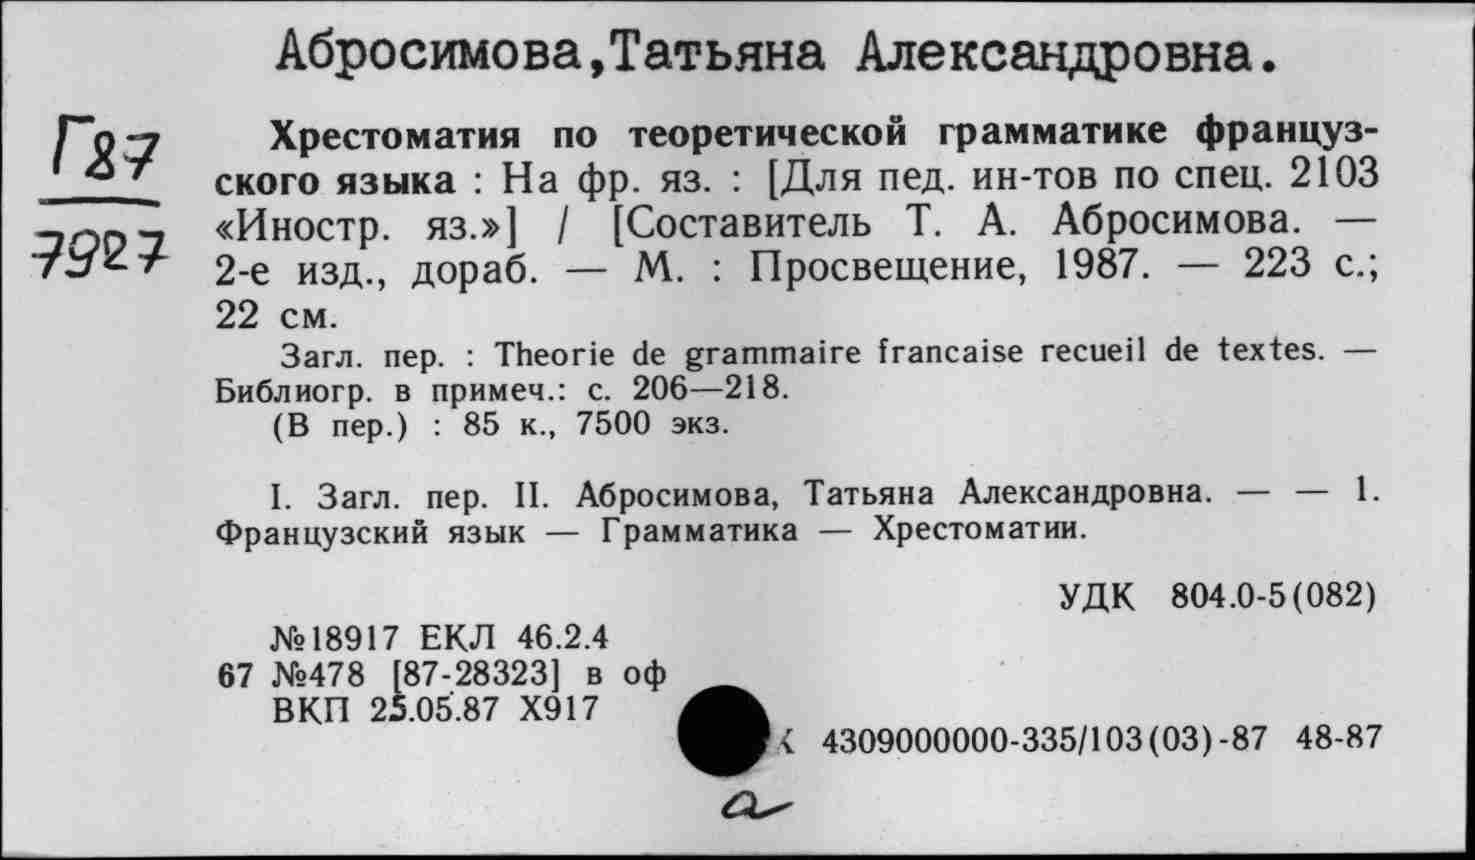 Абросимова,Татьяна Александровна.
Г87
7927
Хрестоматия по теоретической грамматике француз-
ского языка : На фр. яз. : [Для пед. ин-тов по спец. 2103
«Иностр. яз.»] / [Составитель Т. А. Абросимова. —
2-е изд., дораб. — М. : Просвещение, 1987. — 223 с.;
22 см.
Загл. пер. : Theorie de grammaire francaise recueil de textes. —
Библиогр. в примеч.: с. 206—218.
(В пер.) : 85 к., 7500 экз.
I. Загл. пер. II. Абросимова, Татьяна Александровна. — — 1.
Французский язык — Грамматика — Хрестоматии.
УДК 804.0-5(082)
№18917 ЕКЛ 46.2.4
67 №478 [87-28323] в оф
ВКП 25.05.87 Х917
4309000000-335/103(03)-87 48-87
а